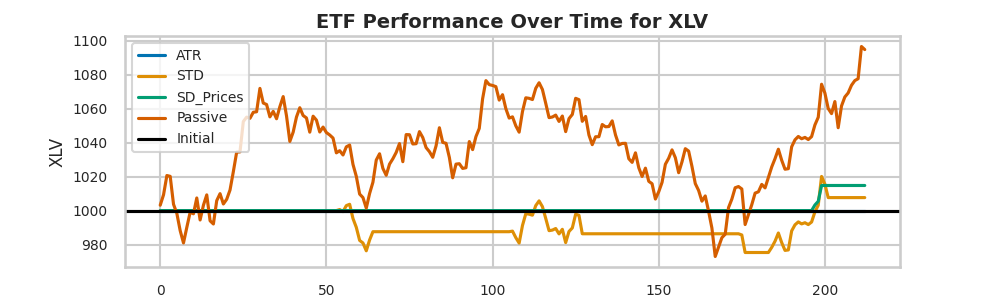 ETF Performance Over Time for XLV
1100
1080
1060
1040
1020
1000
980
XLV
ATR
STD
SD_Prices
Passive
Initial
0
50
100
150
200